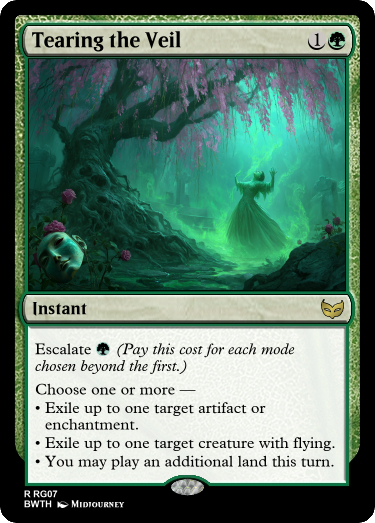 Tearing the Veil 1
Instant
Escalate (Pay this cost for each mode
chosen beyond the first.)
Choose one or more —
• Exile up to one target artifact or
enchantment.
• Exile up to one target creature with flying.
• You may play an additional land this turn.
R RG07
BWTH Midjourney